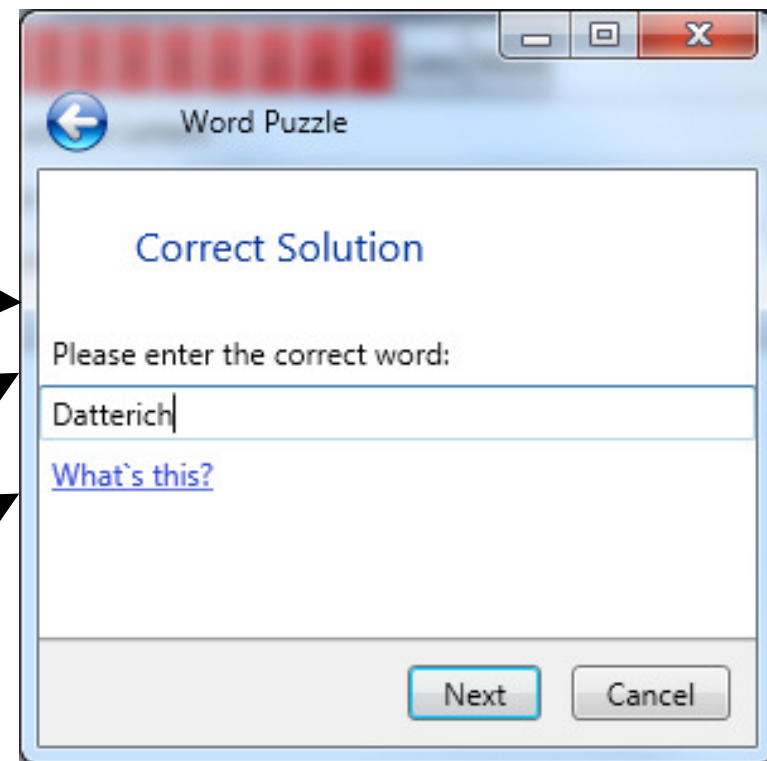 Word Puzzle
Correct Solution
Please enter the correct word:
Datterich
What`s this?
Next Cancel